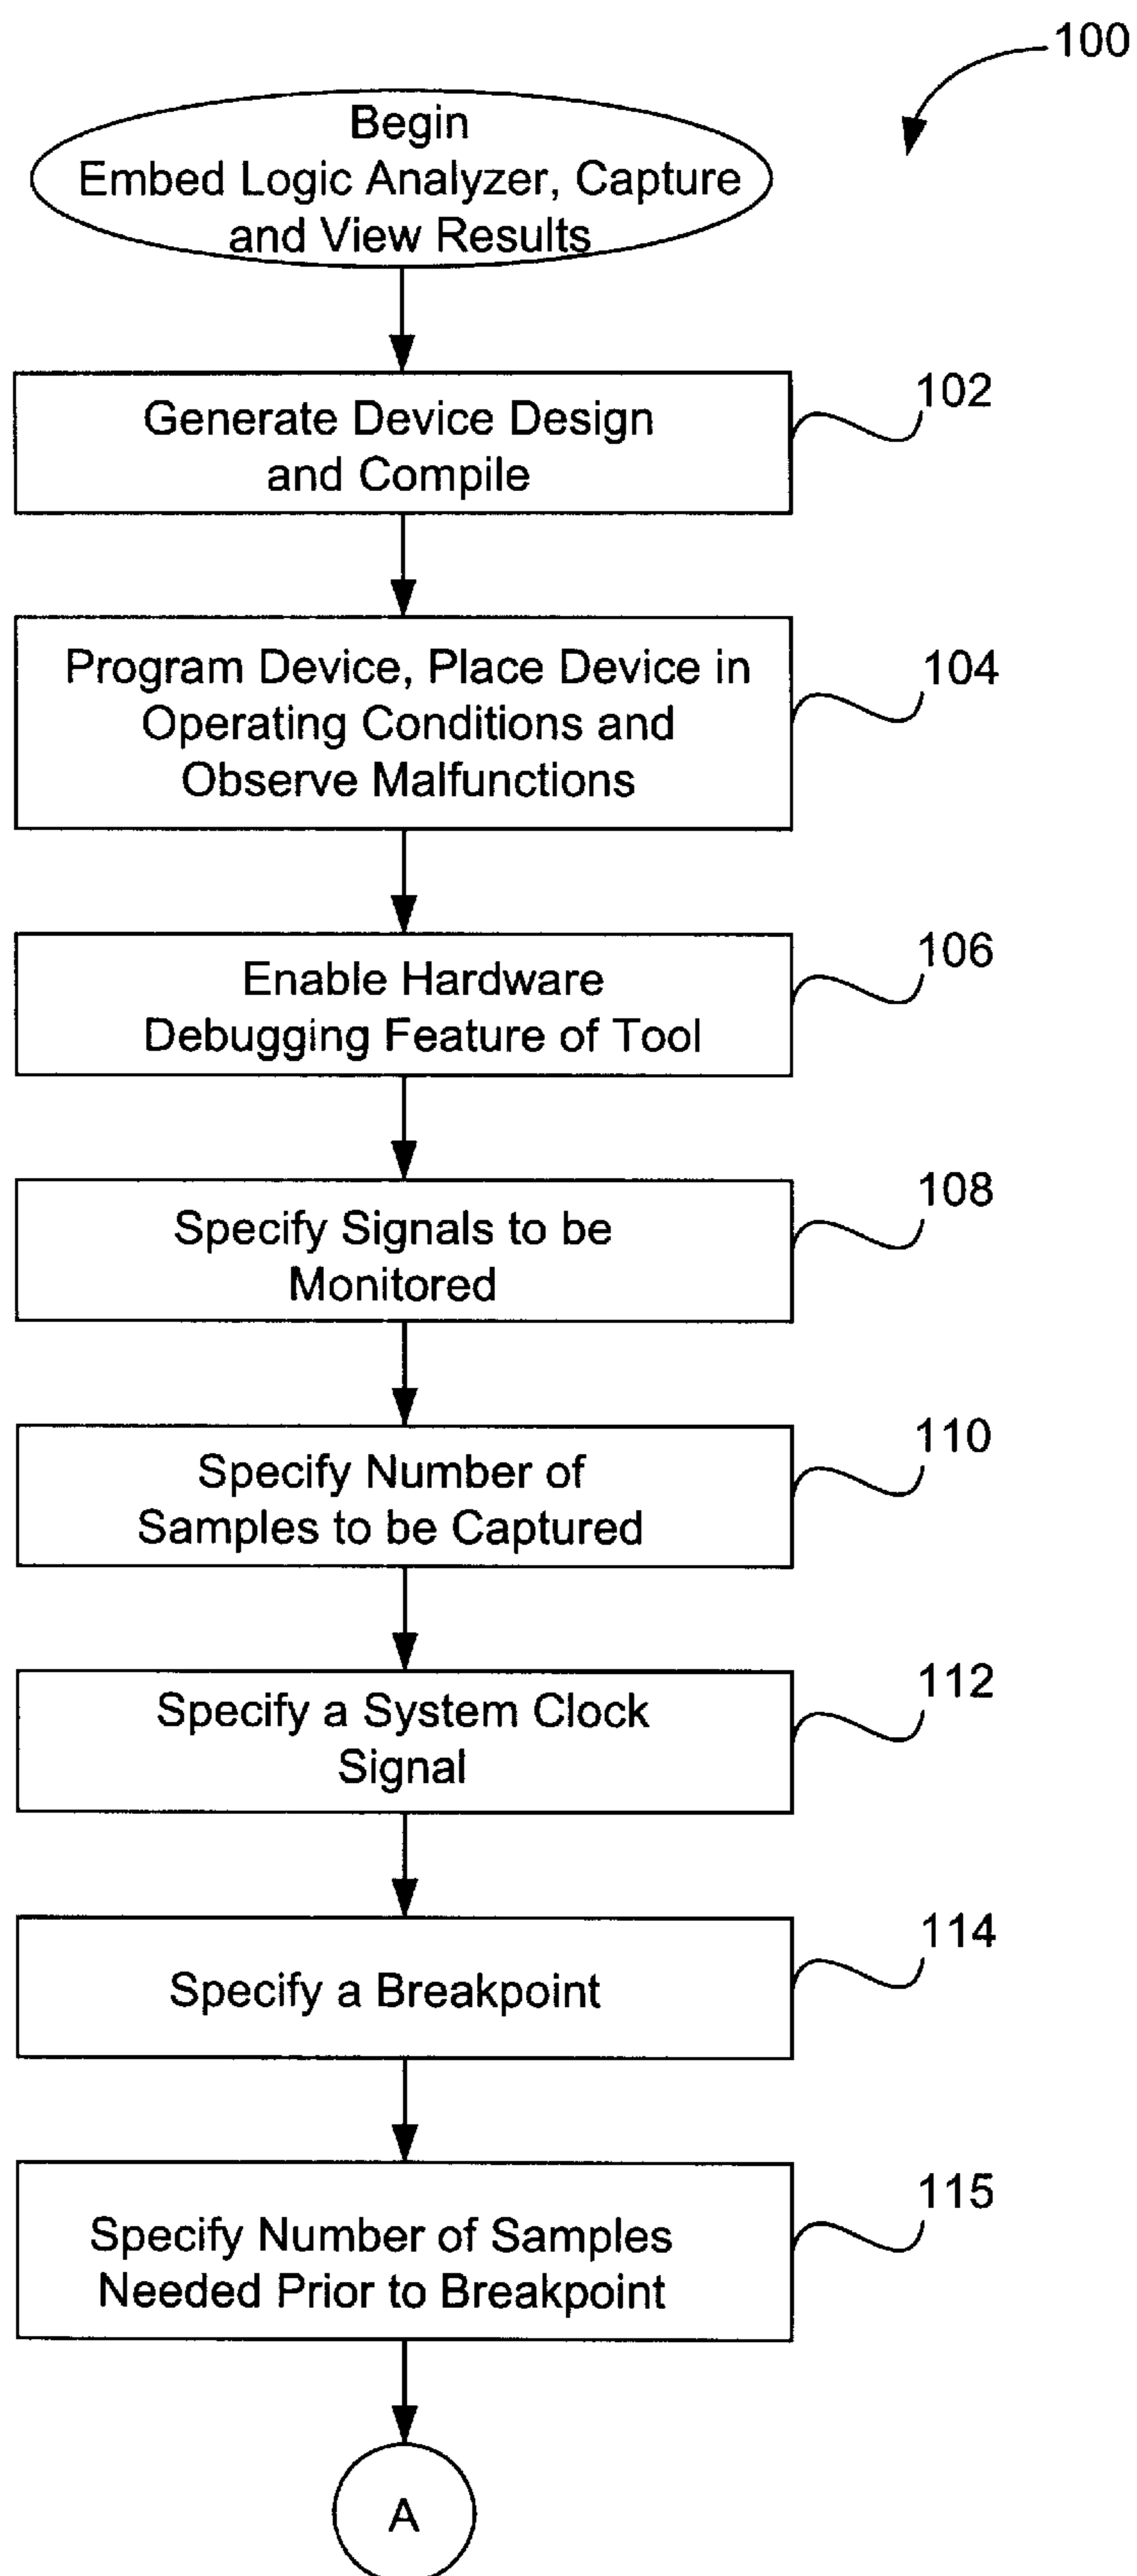 100
Begin
Embed Logic Analyzer, Capture
and View Results
102
Generate Device Design
and Compile
104
Program Device, Place Device in
Operating Conditions and
Observe Malfunctions
106
Enable Hardware
Debugging Feature of Tool
108
Specify Signals to be
Monitored
110
Specify Number of
Samples to be Captured
112
Specify a System Clock
Signal
114
Specify a Breakpoint
115
Specify Number of Samples
Needed Prior to Breakpoint
A